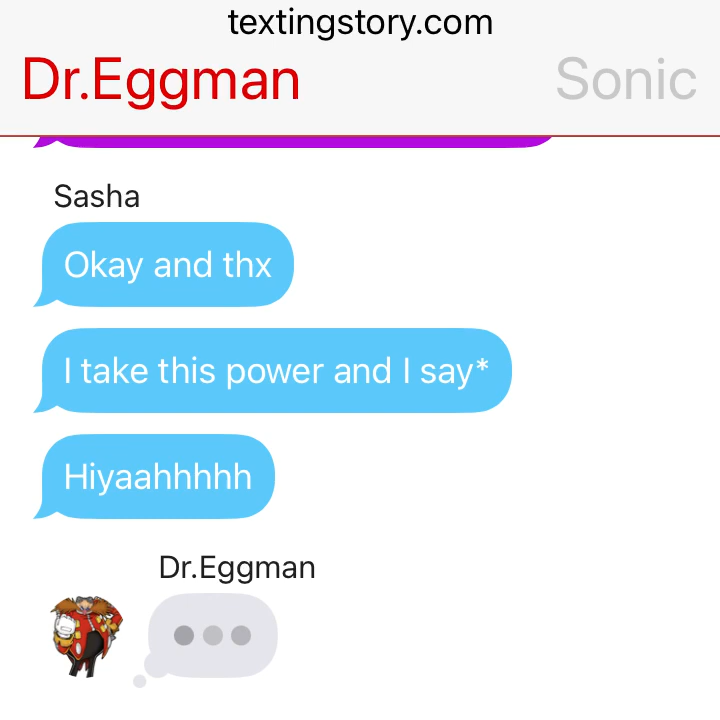 textingstory.com
Dr.Eggman
Sonic
Sasha
Okay and thx
I take this power and I say*
Hiyaahhhhh
Dr.Eggman